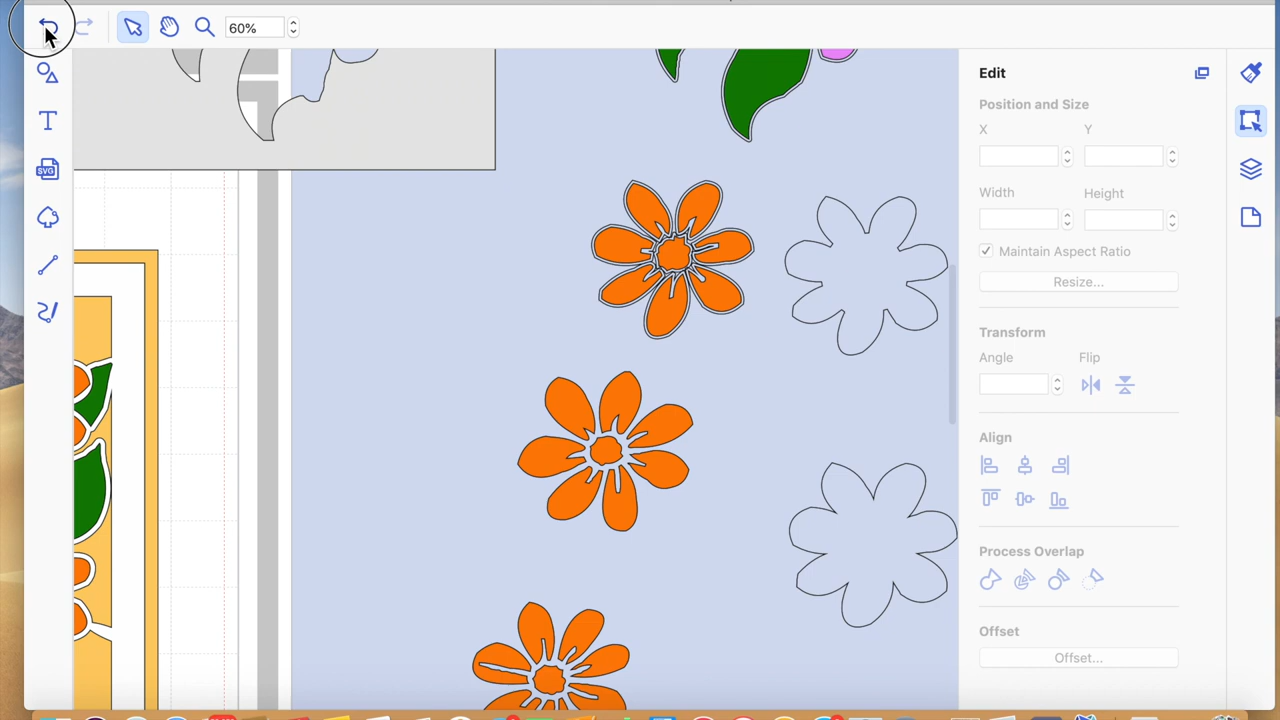 60%
Edit
Position and Size
X Y
Width Height
Maintain Aspect Ratio
Resize...
Transform
Angle Flip
Align
Process Overlap
Offset
Offset...
T
SVG